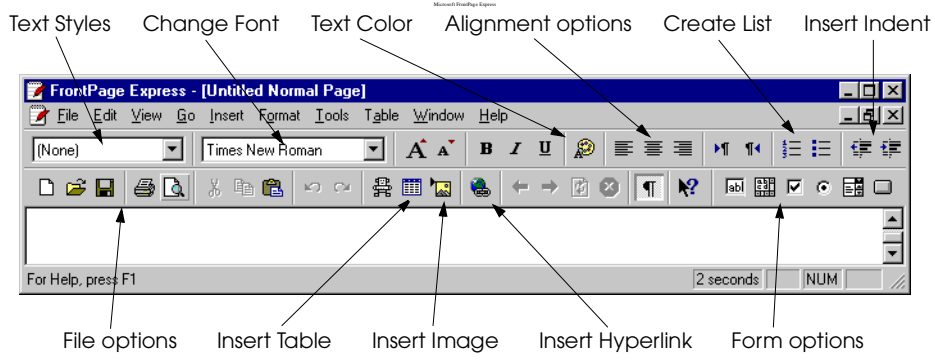 Microsoft FrontPage Express
Text Styles Change Font Text Color Alignment options Create List Insert Indent
FrontPage Express - [Untitled Normal Page]
File Edit View Go Insert Format Tools Table Window Help
(None) Times New Roman A A B I U A
abl
For Help, press F1 2 seconds NUM
File options Insert Table Insert Image Insert Hyperlink Form options